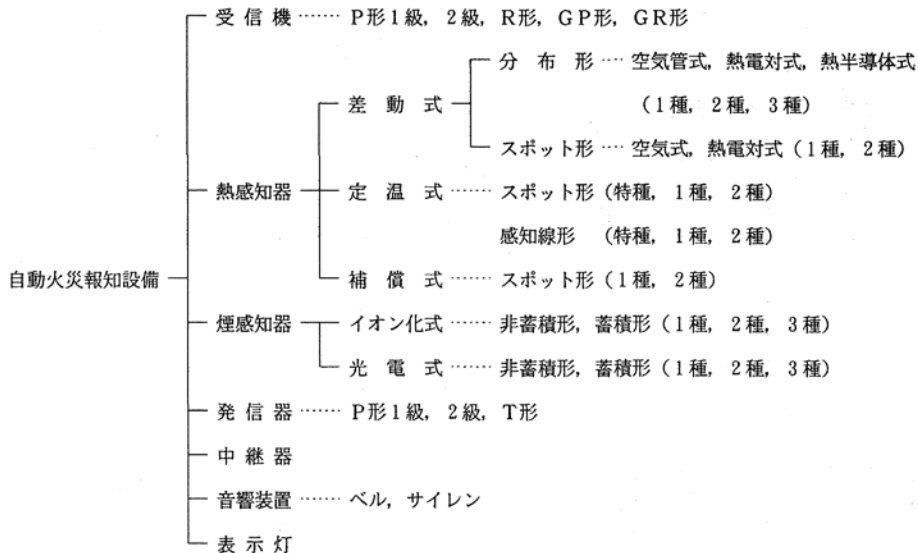 受信機 …… P形1級, 2級, R形, GP形, GR形
分布形 …… 空気管式, 熱電対式, 熱半導体式
差動式
(1種, 2種, 3種)
スポット形 …… 空気式, 熱電対式 (1種, 2種)
熱感知器
定温式 …… スポット形 (特種, 1種, 2種)
感知線形 (特種, 1種, 2種)
自動火災報知設備
補償式 …… スポット形 (1種, 2種)
煙感知器
イオン化式 …… 非蓄積形, 蓄積形 (1種, 2種, 3種)
光電式 …… 非蓄積形, 蓄積形 (1種, 2種, 3種)
発信器 …… P形1級, 2級, T形
中継器
音響装置 …… ベル, サイレン
表示灯